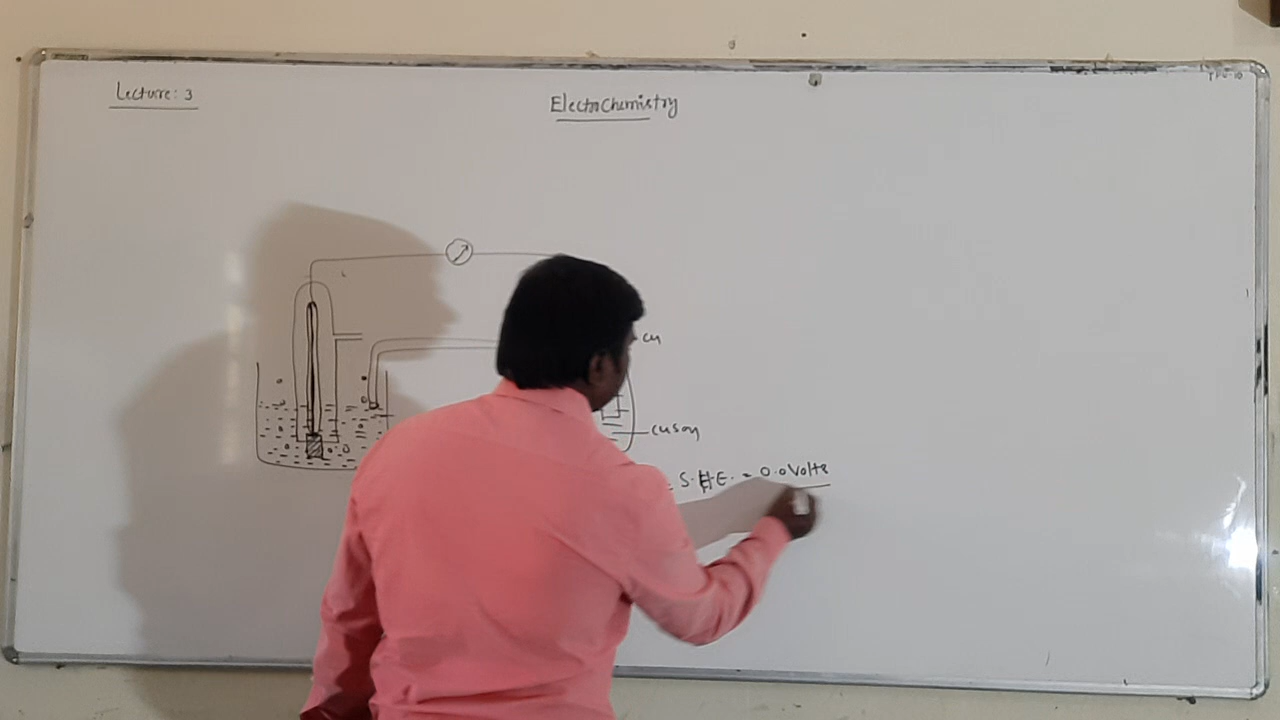 Lecture: 3
ElectroChemistry
Cu
CuSO4
= S.H.E. = 0.0 Volts